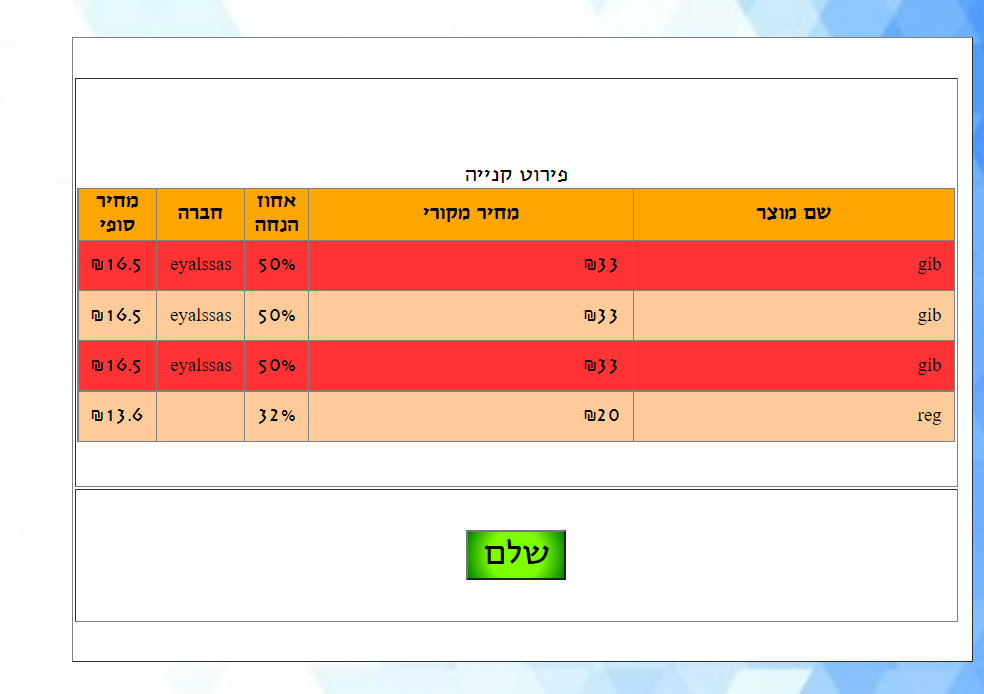 פירוט קנייה
שם מוצר מחיר מקורי אחוז הנחה חברה מחיר סופי
gib ₪33 50% eyalssas ₪16.5
gib ₪33 50% eyalssas ₪16.5
gib ₪33 50% eyalssas ₪16.5
reg ₪20 32% ₪13.6
שלם